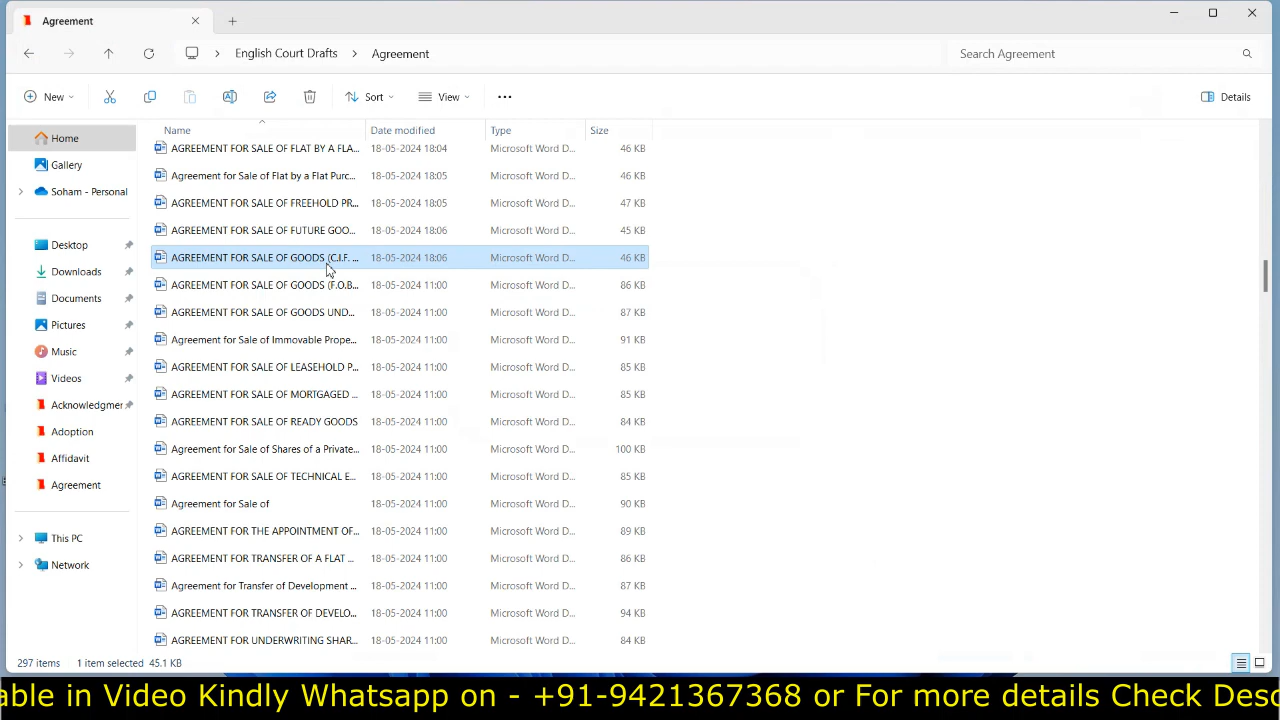 Agreement
English Court Drafts > Agreement
Search Agreement
New
Sort
View
Details
Name Date modified Type Size
Home
Gallery
Soham - Personal
Desktop
Downloads
Documents
Pictures
Music
Videos
Acknowledgmer
Adoption
Affidavit
Agreement
This PC
Network
AGREEMENT FOR SALE OF FLAT BY A FLA... 18-05-2024 18:04 Microsoft Word D... 46 KB
Agreement for Sale of Flat by a Flat Purc... 18-05-2024 18:05 Microsoft Word D... 46 KB
AGREEMENT FOR SALE OF FREEHOLD PR... 18-05-2024 18:05 Microsoft Word D... 47 KB
AGREEMENT FOR SALE OF FUTURE GOO... 18-05-2024 18:06 Microsoft Word D... 45 KB
AGREEMENT FOR SALE OF GOODS (C.I.F. ... 18-05-2024 18:06 Microsoft Word D... 46 KB
AGREEMENT FOR SALE OF GOODS (F.O.B... 18-05-2024 11:00 Microsoft Word D... 86 KB
AGREEMENT FOR SALE OF GOODS UND... 18-05-2024 11:00 Microsoft Word D... 87 KB
Agreement for Sale of Immovable Prope... 18-05-2024 11:00 Microsoft Word D... 91 KB
AGREEMENT FOR SALE OF LEASEHOLD P... 18-05-2024 11:00 Microsoft Word D... 85 KB
AGREEMENT FOR SALE OF MORTGAGED ... 18-05-2024 11:00 Microsoft Word D... 85 KB
AGREEMENT FOR SALE OF READY GOODS 18-05-2024 11:00 Microsoft Word D... 84 KB
Agreement for Sale of Shares of a Private... 18-05-2024 11:00 Microsoft Word D... 100 KB
AGREEMENT FOR SALE OF TECHNICAL E... 18-05-2024 11:00 Microsoft Word D... 85 KB
Agreement for Sale of 18-05-2024 11:00 Microsoft Word D... 90 KB
AGREEMENT FOR THE APPOINTMENT OF... 18-05-2024 11:00 Microsoft Word D... 89 KB
AGREEMENT FOR TRANSFER OF A FLAT ... 18-05-2024 11:00 Microsoft Word D... 86 KB
Agreement for Transfer of Development ... 18-05-2024 11:00 Microsoft Word D... 87 KB
AGREEMENT FOR TRANSFER OF DEVELO... 18-05-2024 11:00 Microsoft Word D... 94 KB
AGREEMENT FOR UNDERWRITING SHAR... 18-05-2024 11:00 Microsoft Word D... 84 KB
297 items 1 item selected 45.1 KB
able in Video Kindly Whatsapp on - +91-9421367368 or For more details Check Desc